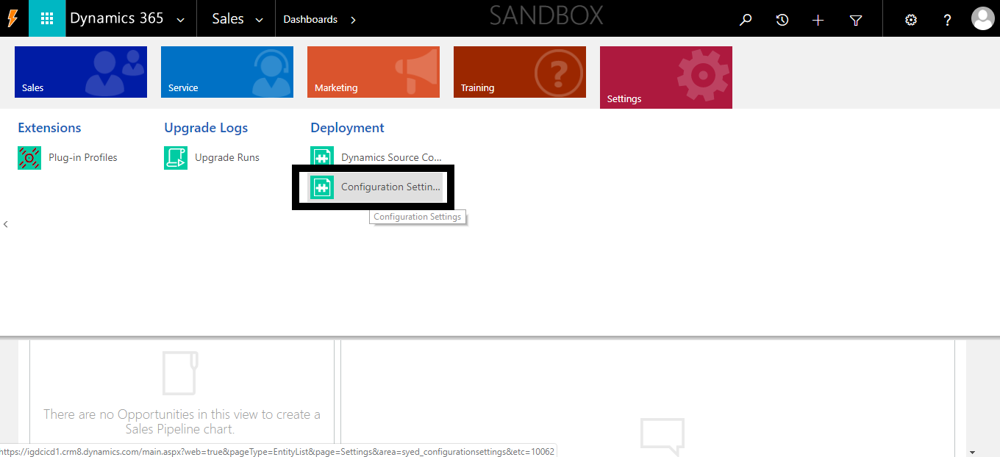 Dynamics 365 Sales Dashboards SANDBOX ?
Sales Service Marketing Training Settings
Extensions Upgrade Logs Deployment
Plug-in Profiles Upgrade Runs Dynamics Source Co...
Configuration Settin...
Configuration Settings
There are no Opportunities in this view to create a
Sales Pipeline chart.
https://igdcicd1.crm8.dynamics.com/main.aspx?web=true&pageType=EntityList&page=Settings&area=syed_configurationsettings&etc=10062